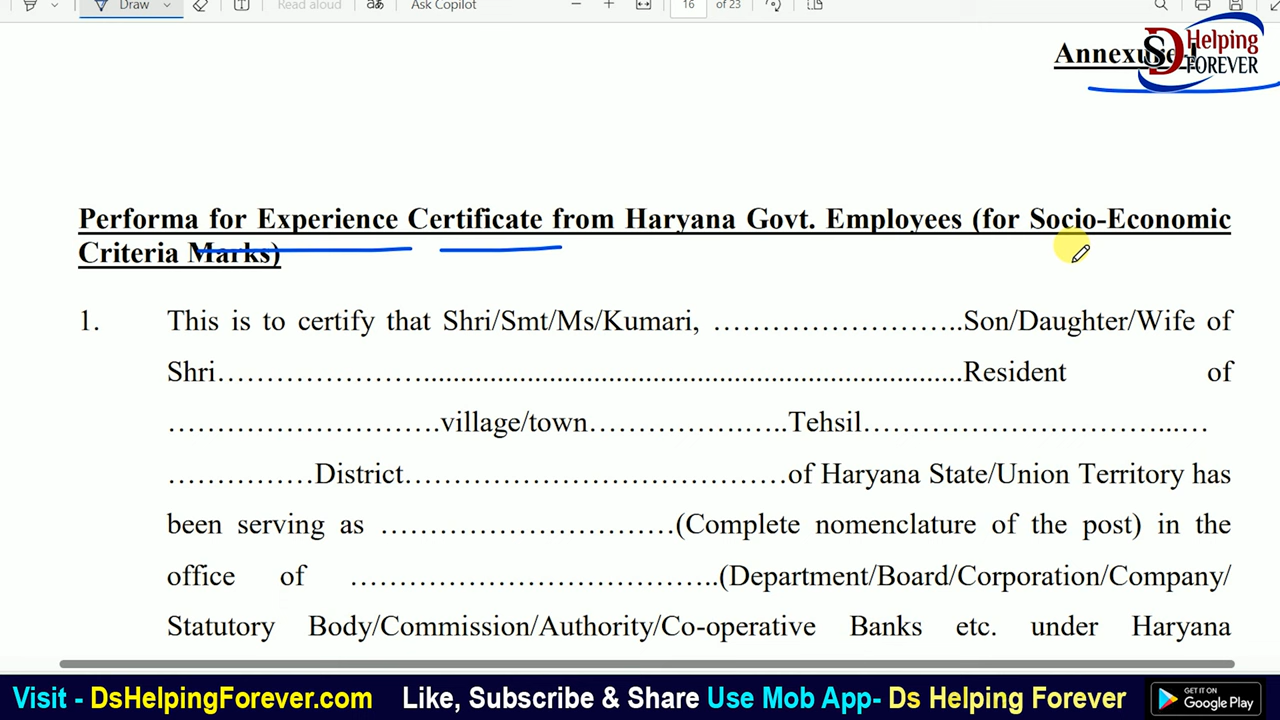 Draw
Read aloud
Ask Copilot
16 of 23
Helping
SD
FOREVER
Performa for Experience Certificate from Haryana Govt. Employees (for Socio-Economic
Criteria Marks)
1. This is to certify that Shri/Smt/Ms/Kumari, ……………………..Son/Daughter/Wife of
Shri…………………..........................................................................Resident of
……………………….village/town…………….…..Tehsil…………………………...…
……………District…………………………………of Haryana State/Union Territory has
been serving as …………………………(Complete nomenclature of the post) in the
office of ………………………………..(Department/Board/Corporation/Company/
Statutory Body/Commission/Authority/Co-operative Banks etc. under Haryana
Visit - DsHelpingForever.com Like, Subscribe & Share Use Mob App- Ds Helping Forever
GET IT ON
Google Play